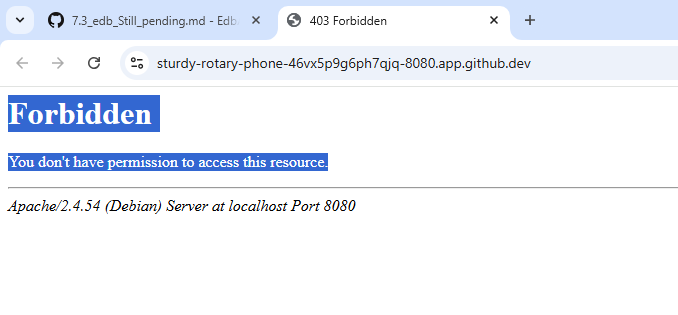 7.3_edb_Still_pending.md - Edb
403 Forbidden
sturdy-rotary-phone-46vx5p9g6ph7qjq-8080.app.github.dev
Forbidden
You don't have permission to access this resource.
Apache/2.4.54 (Debian) Server at localhost Port 8080